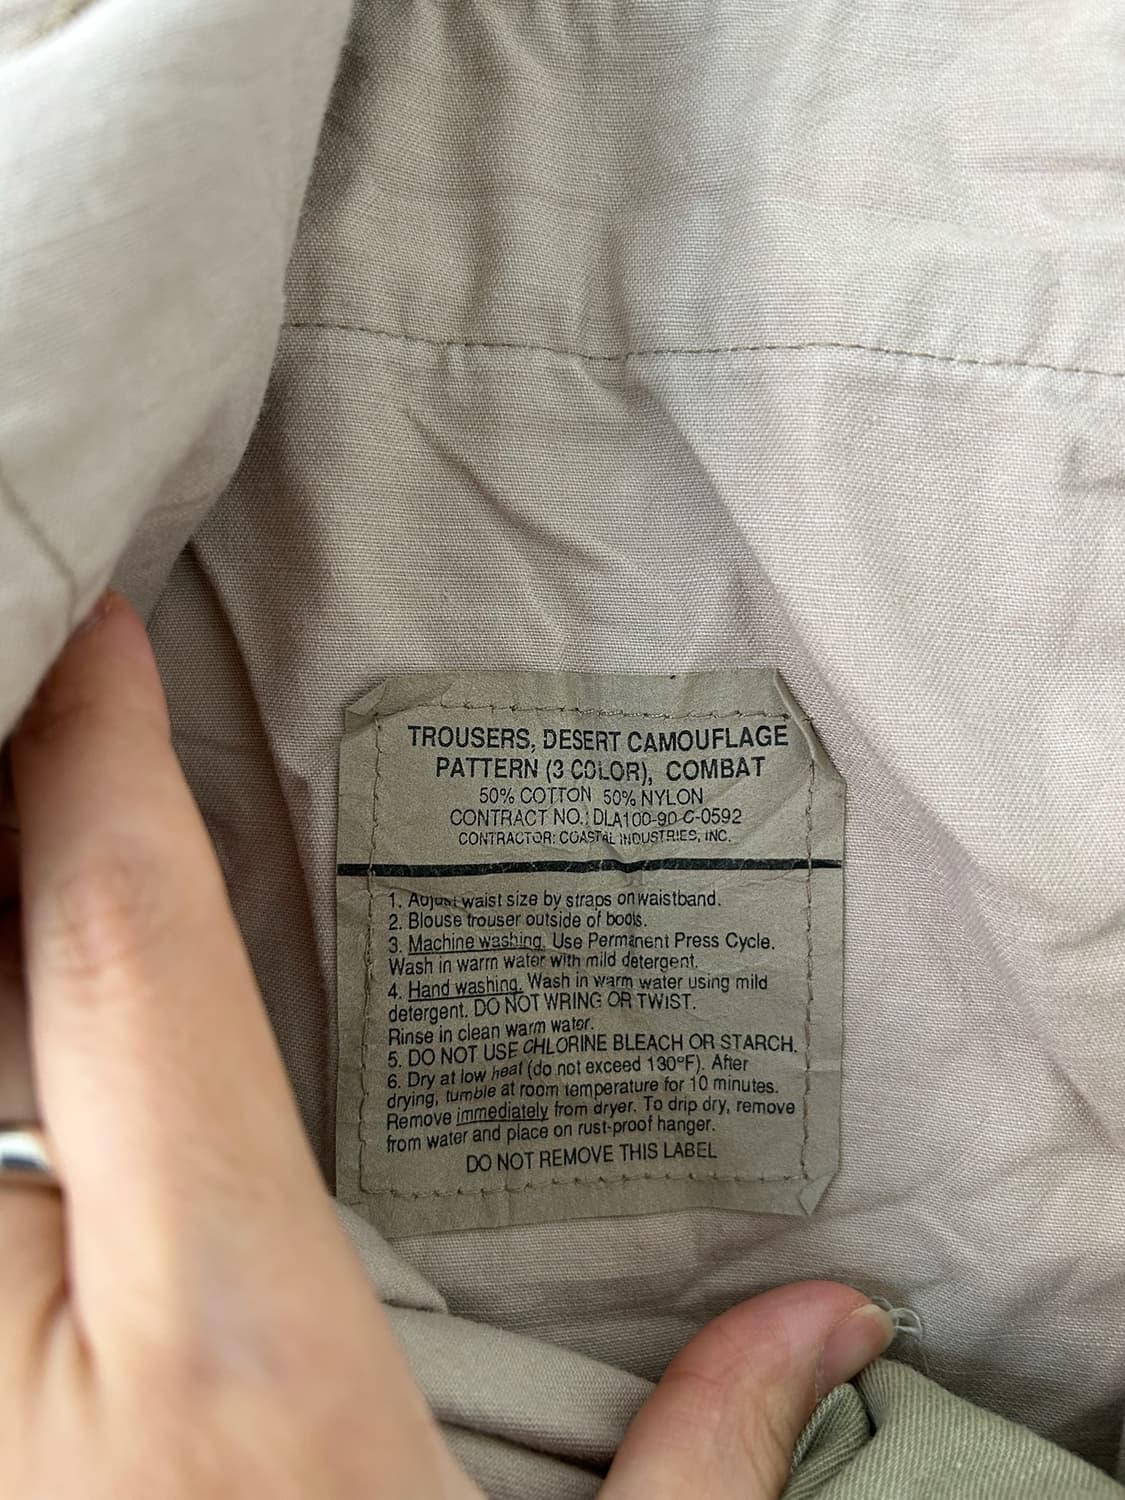 TROUSERS, DESERT CAMOUFLAGE
PATTERN (3 COLOR), COMBAT
50% COTTON 50% NYLON
CONTRACT NO.: DLA100-90-C-0592
CONTRACTOR: COASTAL INDUSTRIES, INC.
1. Adjust waist size by straps on waistband.
2. Blouse trouser outside of boots.
3. Machine washing. Use Permanent Press Cycle.
Wash in warm water with mild detergent.
4. Hand washing. Wash in warm water using mild
detergent. DO NOT WRING OR TWIST.
Rinse in clean warm water.
5. DO NOT USE CHLORINE BLEACH OR STARCH.
6. Dry at low heat (do not exceed 130°F). After
drying, tumble at room temperature for 10 minutes.
Remove immediately from dryer. To drip dry, remove
from water and place on rust-proof hanger.
DO NOT REMOVE THIS LABEL